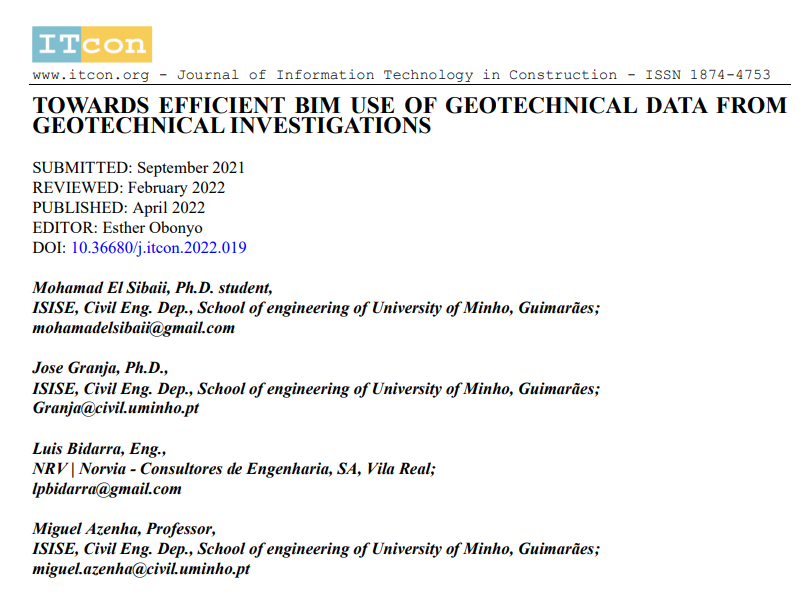 ITcon
www.itcon.org - Journal of Information Technology in Construction - ISSN 1874-4753
TOWARDS EFFICIENT BIM USE OF GEOTECHNICAL DATA FROM
GEOTECHNICAL INVESTIGATIONS
SUBMITTED: September 2021
REVIEWED: February 2022
PUBLISHED: April 2022
EDITOR: Esther Obonyo
DOI: 10.36680/j.itcon.2022.019
Mohamad El Sibaii, Ph.D. student,
ISISE, Civil Eng. Dep., School of engineering of University of Minho, Guimarães;
mohamadelsibaii@gmail.com
Jose Granja, Ph.D.,
ISISE, Civil Eng. Dep., School of engineering of University of Minho, Guimarães;
Granja@civil.uminho.pt
Luis Bidarra, Eng.,
NRV | Norvia - Consultores de Engenharia, SA, Vila Real;
lpbidarra@gmail.com
Miguel Azenha, Professor,
ISISE, Civil Eng. Dep., School of engineering of University of Minho, Guimarães;
miguel.azenha@civil.uminho.pt